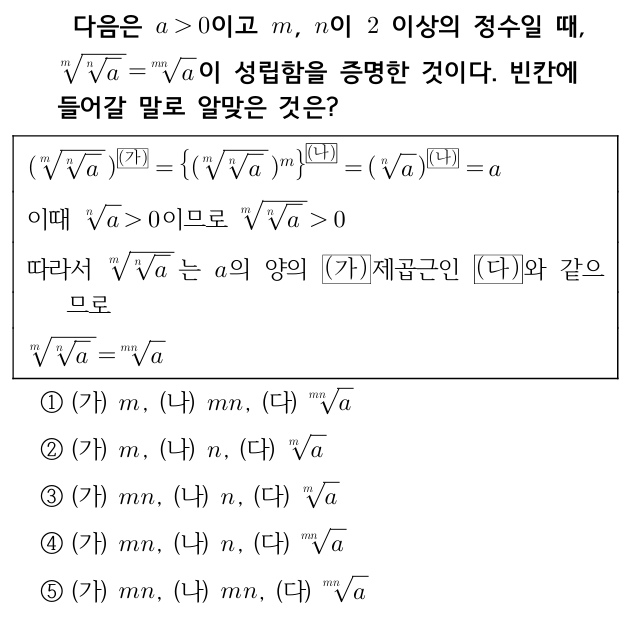 다음은 a>0이고 m, n이 2 이상의 정수일 때,
$\sqrt[m]{\sqrt[n]{a}}=\sqrt[mn]{a}$이 성립함을 증명한 것이다. 빈칸에
들어갈 말로 알맞은 것은?
$(\sqrt[m]{\sqrt[n]{a}})^{(가)}=\{(\sqrt[m]{\sqrt[n]{a}})^m\}^{(나)}=(\sqrt[n]{a})^{(나)}=a$
이때 $\sqrt[n]{a}>0$이므로 $\sqrt[m]{\sqrt[n]{a}}>0$
따라서 $\sqrt[m]{\sqrt[n]{a}}$는 a의 양의 (가)제곱근인 (다)와 같으
므로
$\sqrt[m]{\sqrt[n]{a}}=\sqrt[mn]{a}$
① (가) m, (나) mn, (다) $\sqrt[mn]{a}$
② (가) m, (나) n, (다) $\sqrt[m]{a}$
③ (가) mn, (나) n, (다) $\sqrt[m]{a}$
④ (가) mn, (나) n, (다) $\sqrt[mn]{a}$
⑤ (가) mn, (나) mn, (다) $\sqrt[mn]{a}$